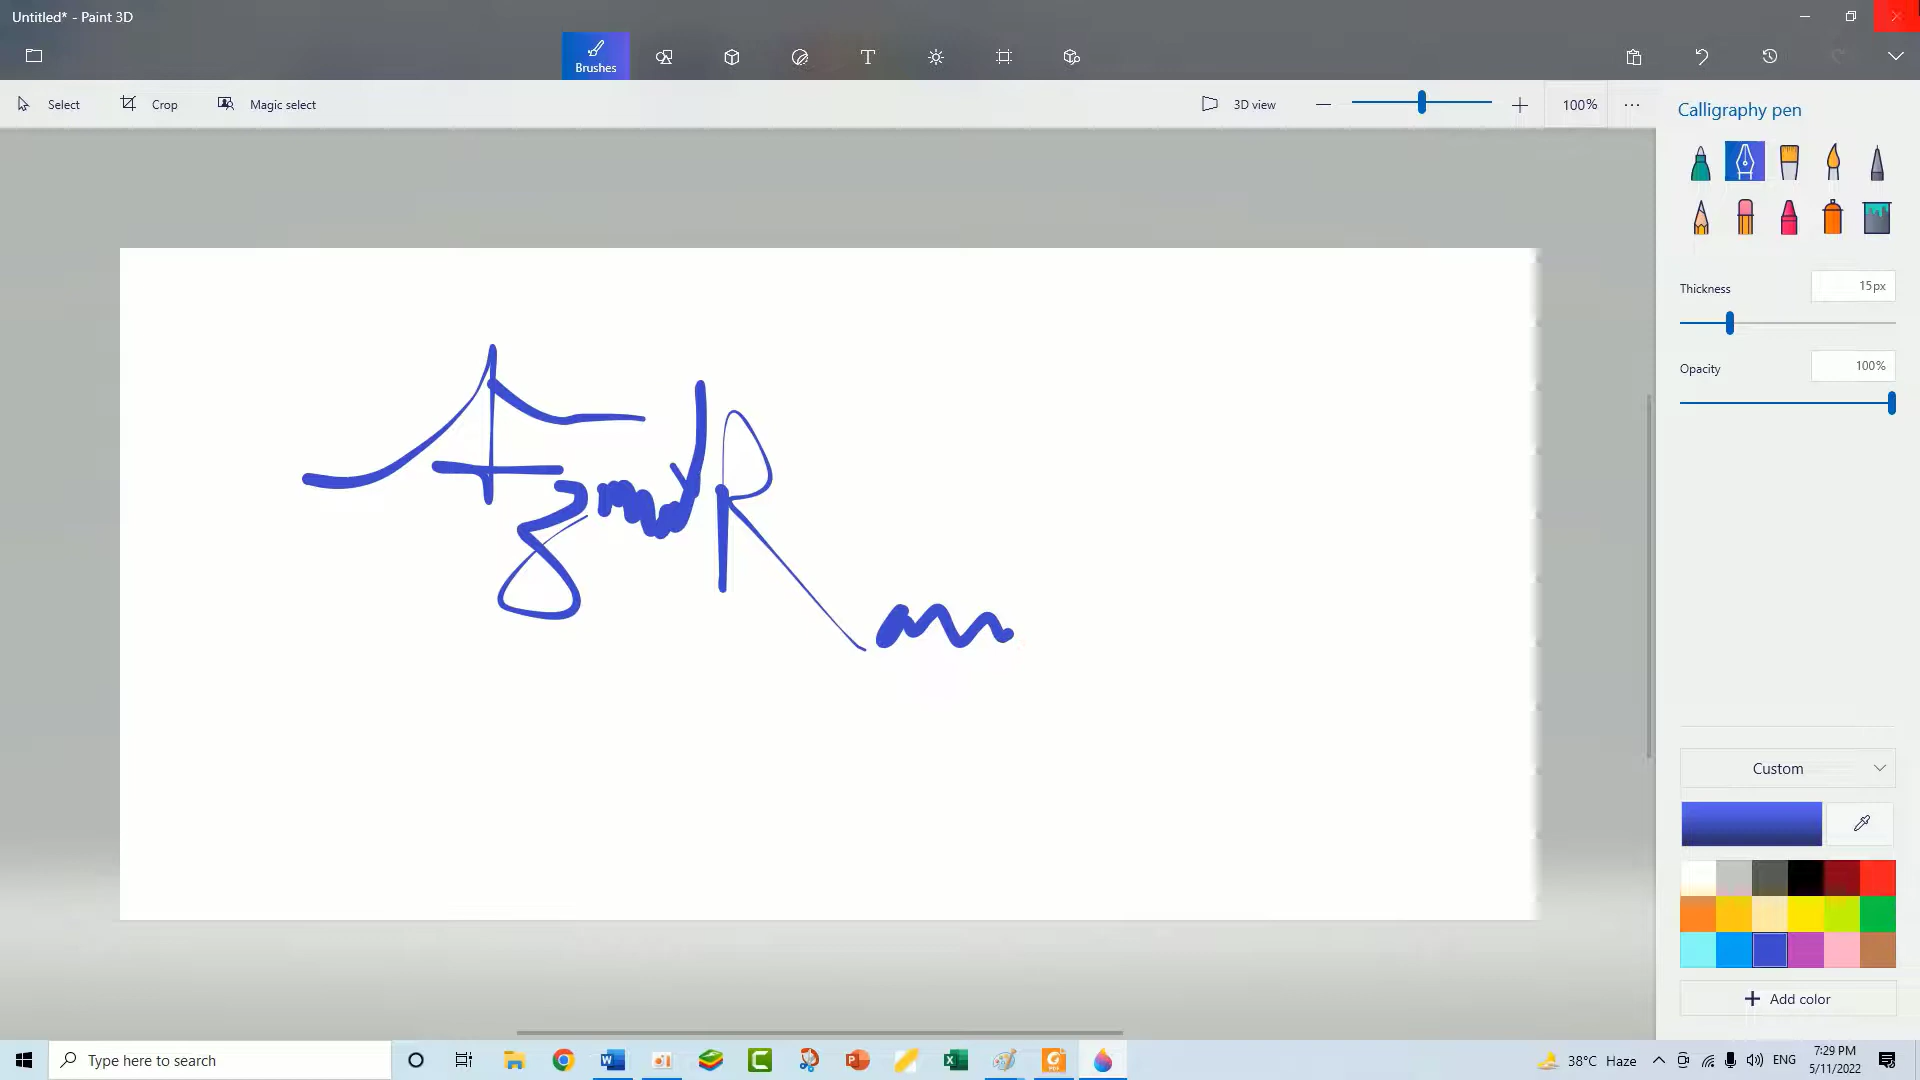 Untitled* - Paint 3D
Brushes
Select Crop Magic select 3D view 100%
Calligraphy pen
Thickness 15px
Opacity 100%
Custom
Add color
Type here to search
38°C Haze ENG 7:29 PM
5/11/2022